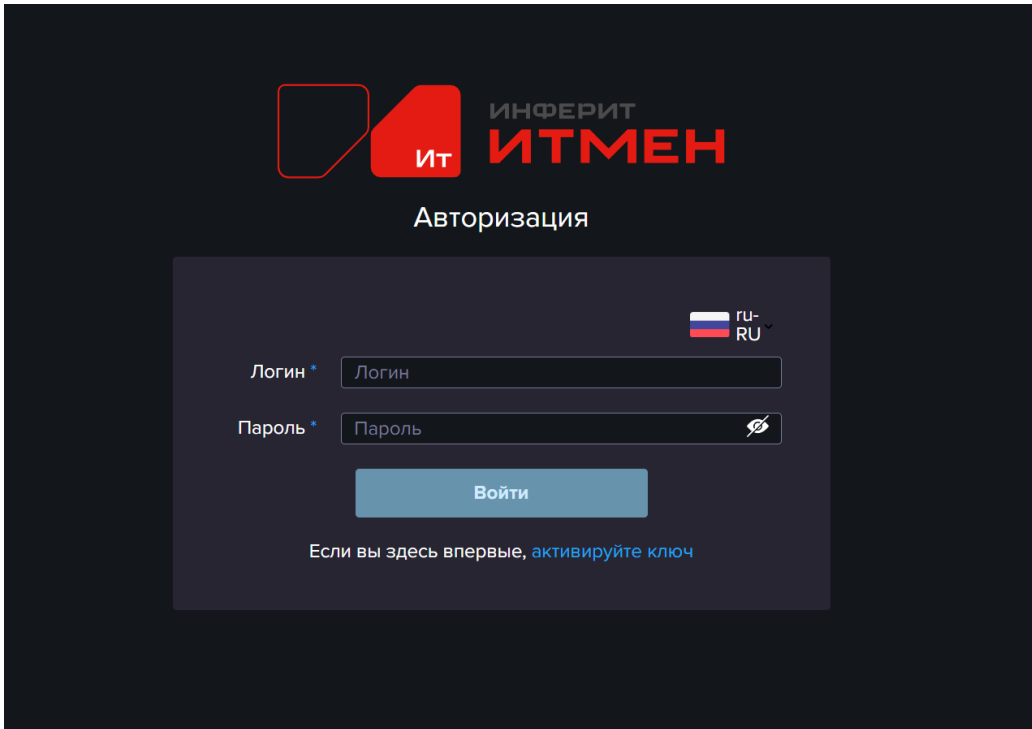 Ит
ИНФЕРИТ
ИТМЕН
Авторизация
ru-
RU
Логин * Логин
Пароль * Пароль
Войти
Если вы здесь впервые, активируйте ключ